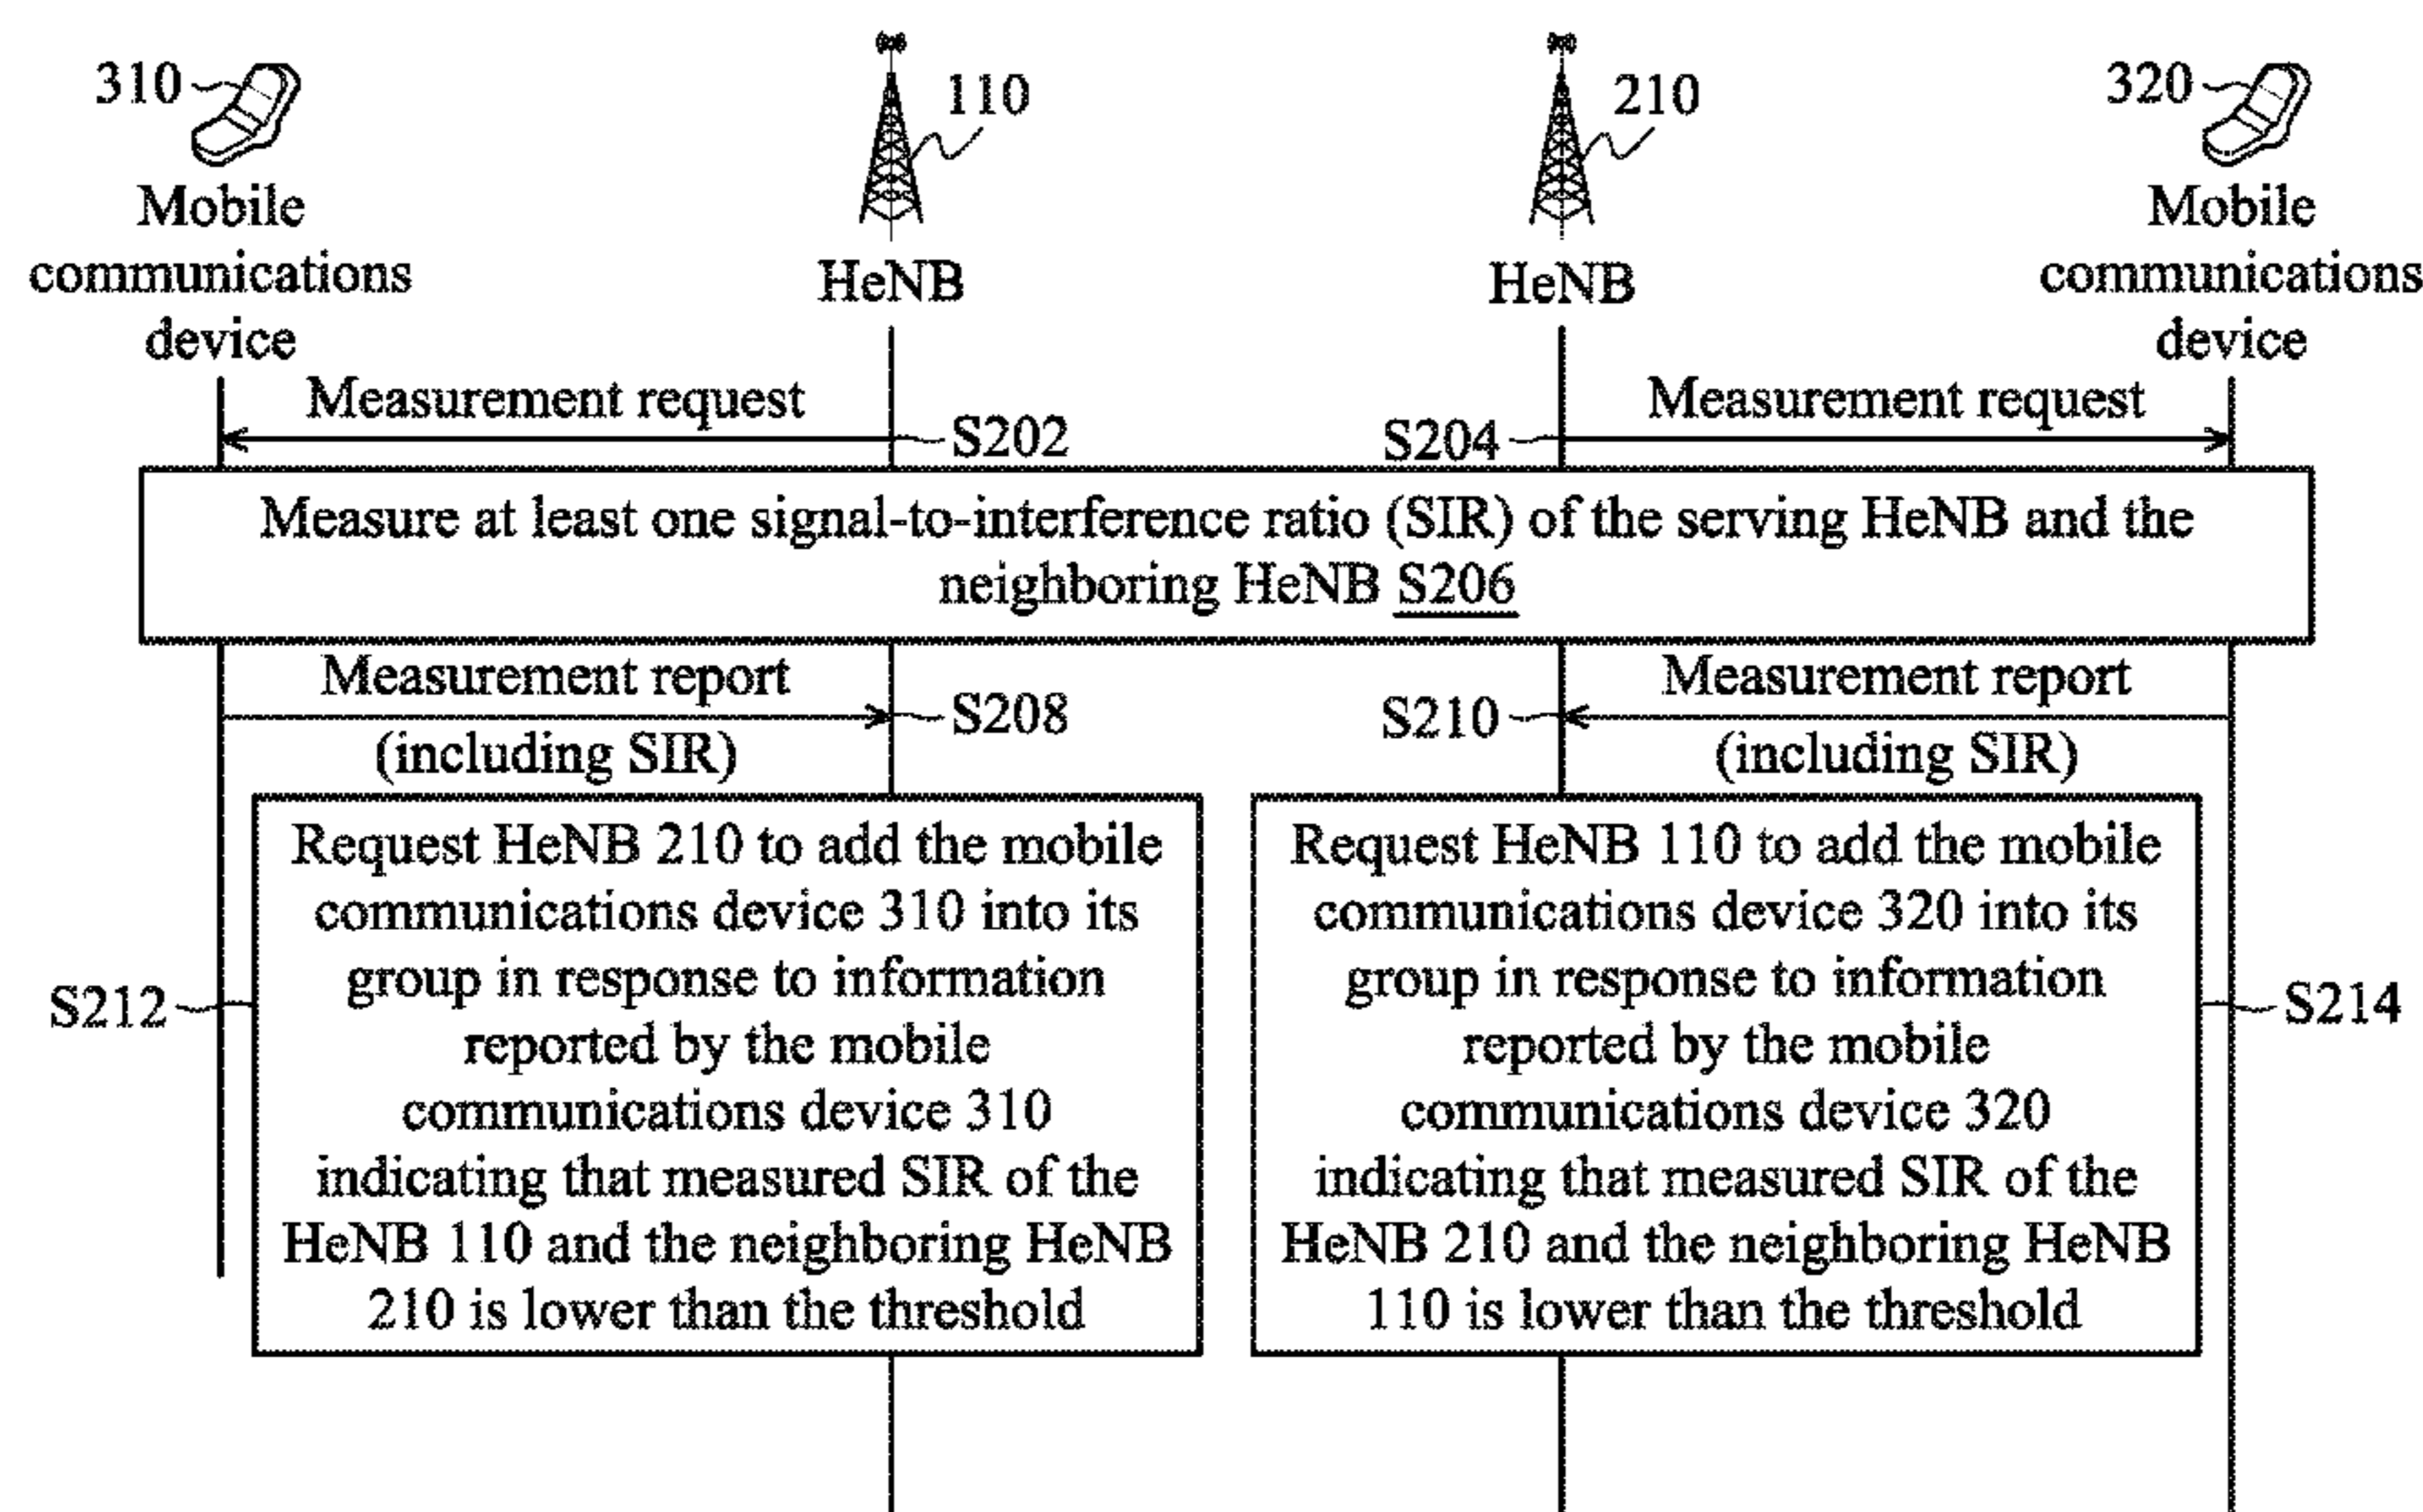 310
110
210
320
Mobile
communications
device
HeNB
HeNB
Mobile
communications
device
Measurement request
S202
S204
Measurement request
Measure at least one signal-to-interference ratio (SIR) of the serving HeNB and the
neighboring HeNB S206
Measurement report
(including SIR)
S208
S210
Measurement report
(including SIR)
S212
Request HeNB 210 to add the mobile
communications device 310 into its
group in response to information
reported by the mobile
communications device 310
indicating that measured SIR of the
HeNB 110 and the neighboring HeNB
210 is lower than the threshold
Request HeNB 110 to add the mobile
communications device 320 into its
group in response to information
reported by the mobile
communications device 320
indicating that measured SIR of the
HeNB 210 and the neighboring HeNB
110 is lower than the threshold
S214